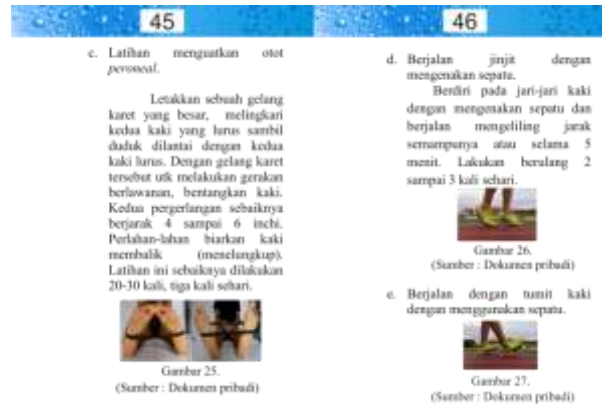 45
c. Latihan menguatkan otot
peroneal.
Letakkan sebuah gelang
karet yang besar, melingkari
kedua kaki yang lurus sambil
duduk dilantai dengan kedua
kaki lurus. Dengan gelang karet
tersebut utk melakukan gerakan
berlawanan, bentangkan kaki.
Kedua pergerlangan sebaiknya
berjarak 4 sampai 6 inchi.
Perlahan-lahan biarkan kaki
membalik (menelungkup).
Latihan ini sebaiknya dilakukan
20-30 kali, tiga kali sehari.
Gambar 25.
(Sumber : Dokumen pribadi)
46
d. Berjalan jinjit dengan
mengenakan sepatu.
Berdiri pada jari-jari kaki
dengan mengenakan sepatu dan
berjalan mengeliling jarak
semampunya atau selama 5
menit. Lakukan berulang 2
sampai 3 kali sehari.
Gambar 26.
(Sumber : Dokumen pribadi)
e. Berjalan dengan tumit kaki
dengan menggunakan sepatu.
Gambar 27.
(Sumber : Dokumen pribadi)